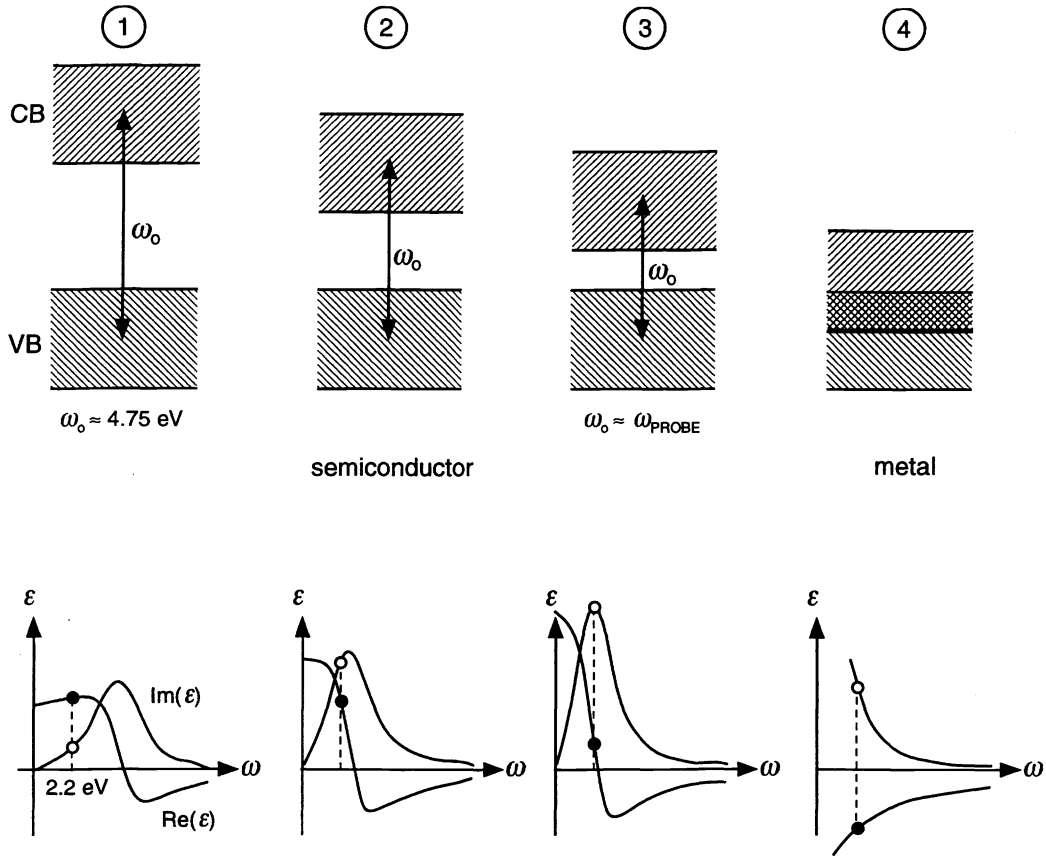 1 2 3 4
CB
ω₀
ω₀
ω₀
VB
ω₀ ≈ 4.75 eV
ω₀ ≈ ω_PROBE
semiconductor
metal
ε ε ε ε
Im(ε)
ω ω ω ω
2.2 eV
Re(ε)